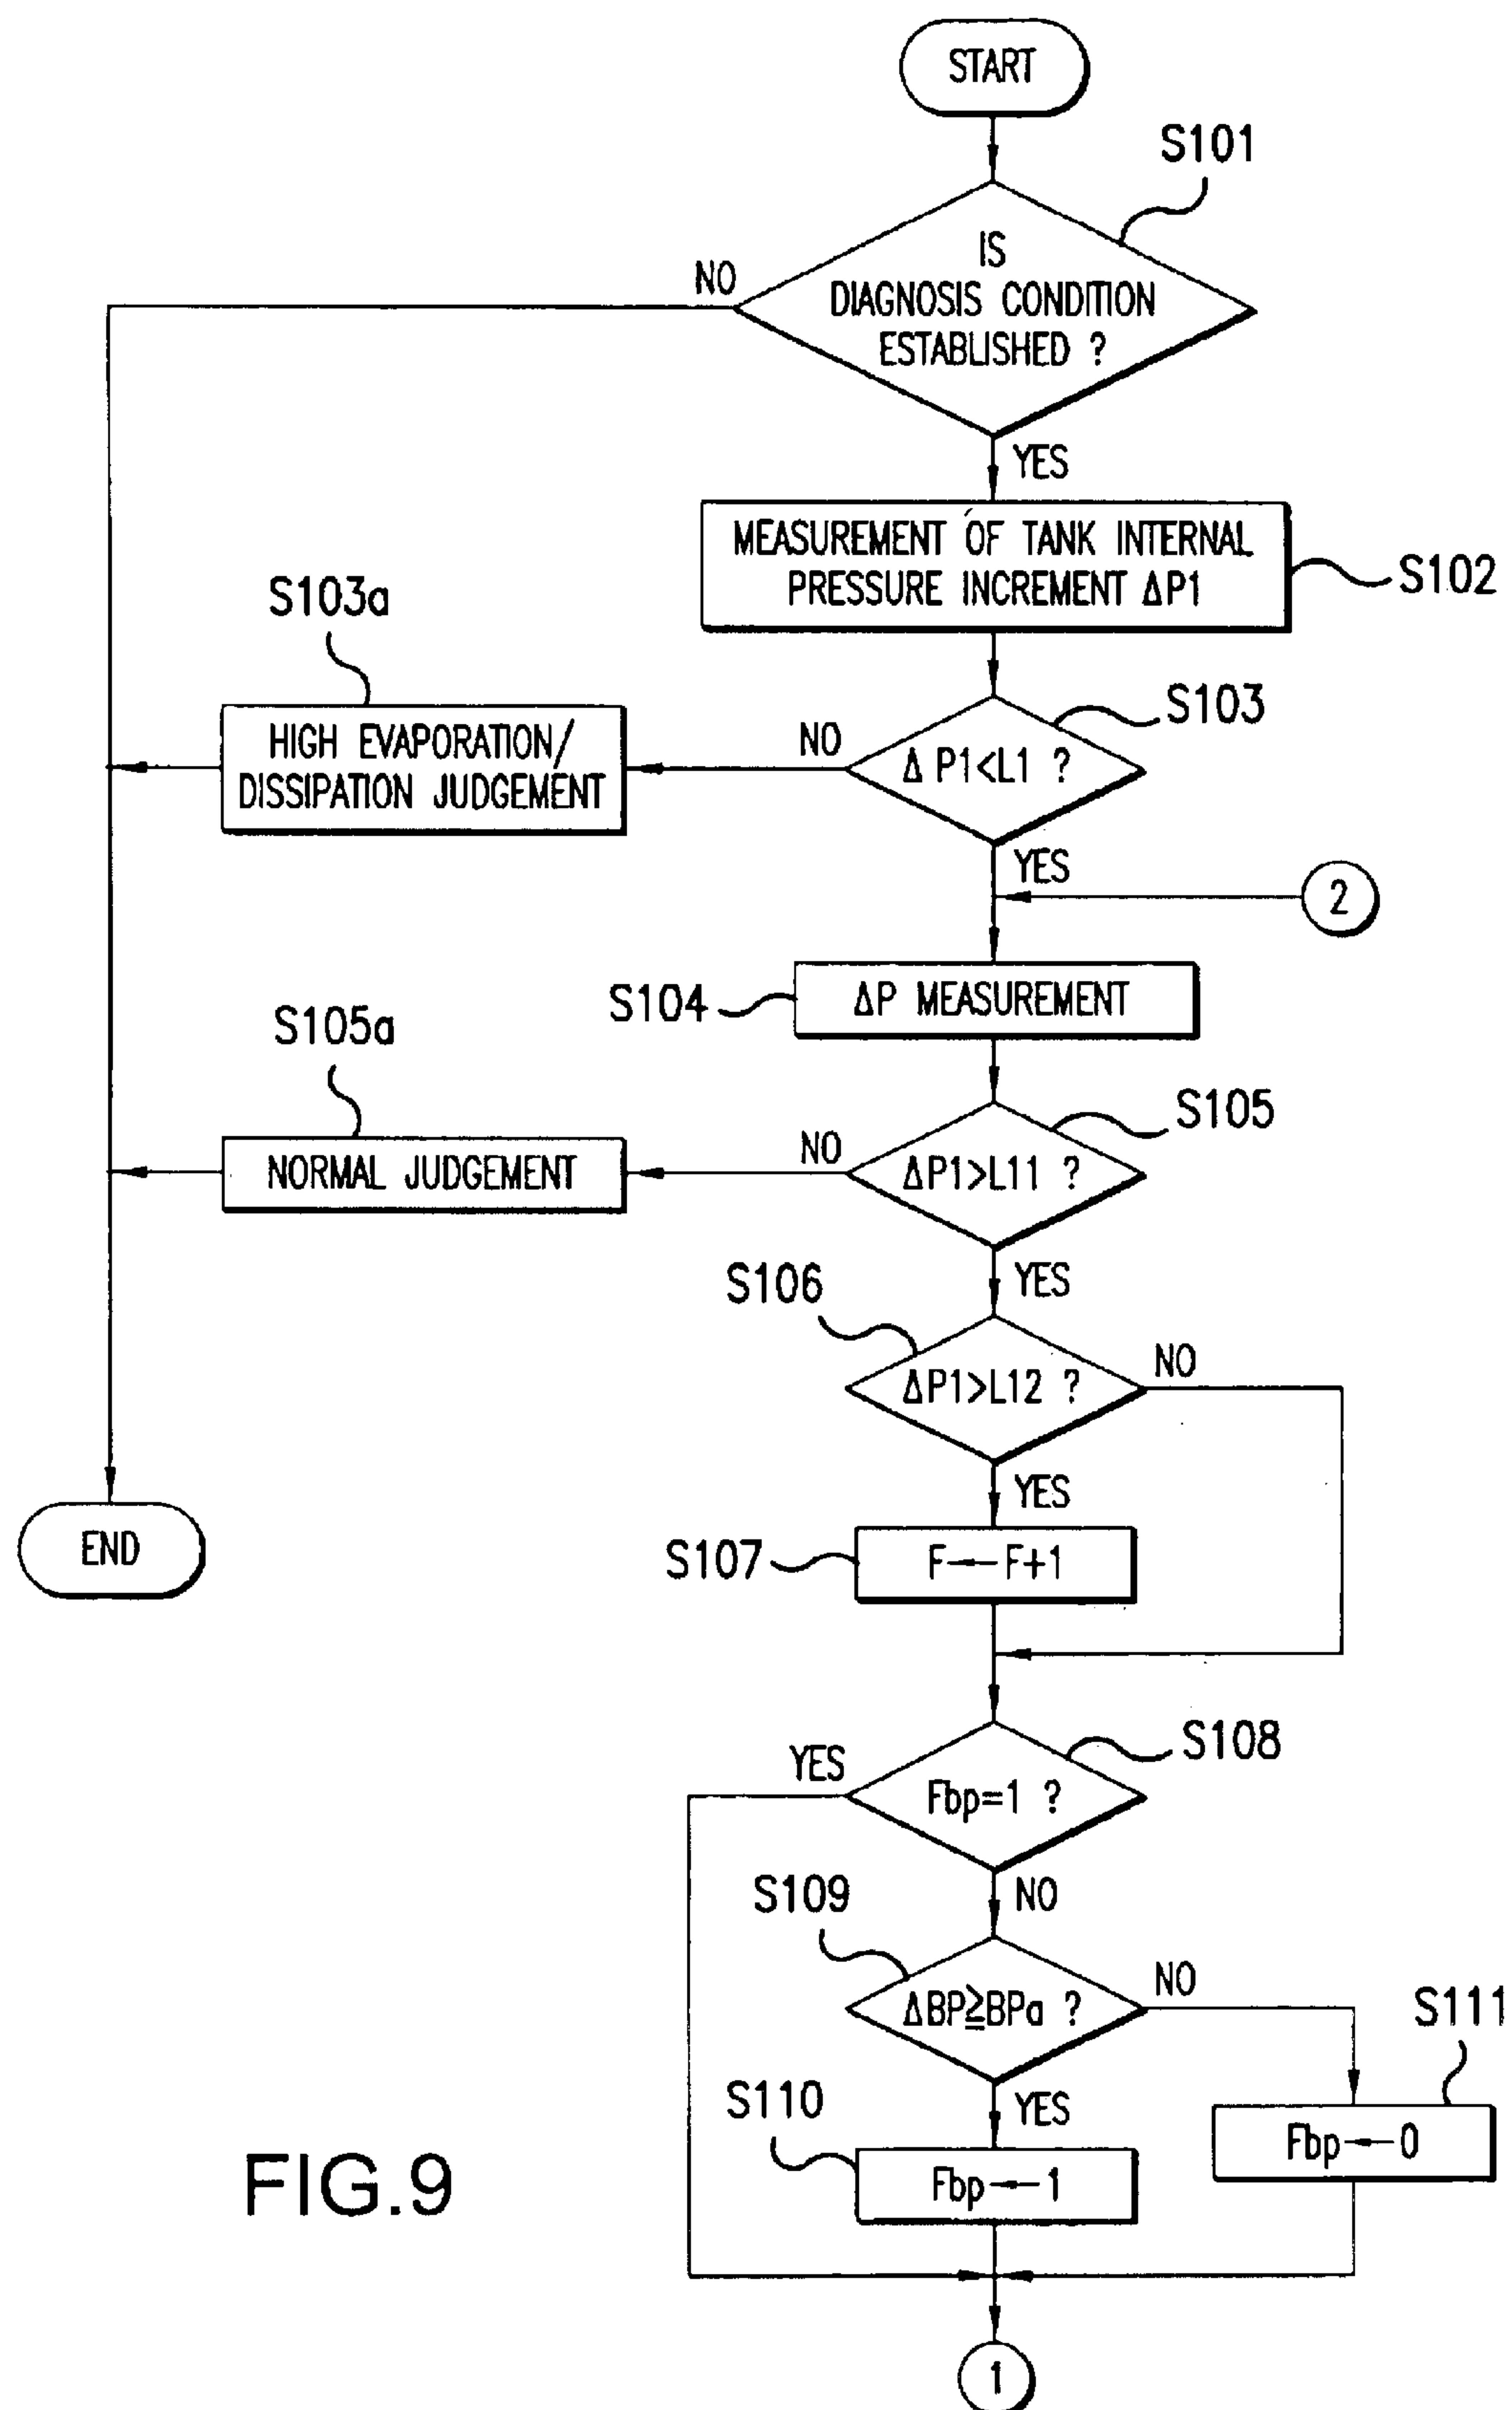 START
S101
IS
DIAGNOSIS CONDITION
ESTABLISHED ?
NO
YES
MEASUREMENT OF TANK INTERNAL
PRESSURE INCREMENT ΔP1
S102
S103a
S103
HIGH EVAPORATION/
DISSIPATION JUDGEMENT
NO
Δ P1<L1 ?
YES
2
S104
ΔP MEASUREMENT
S105a
S105
NORMAL JUDGEMENT
NO
ΔP1>L11 ?
YES
S106
ΔP1>L12 ?
NO
YES
END
S107
F←F+1
S108
YES
Fbp=1 ?
NO
S109
ΔBP≧BPa ?
NO
S111
YES
S110
Fbp←0
Fbp←1
FIG.9
1